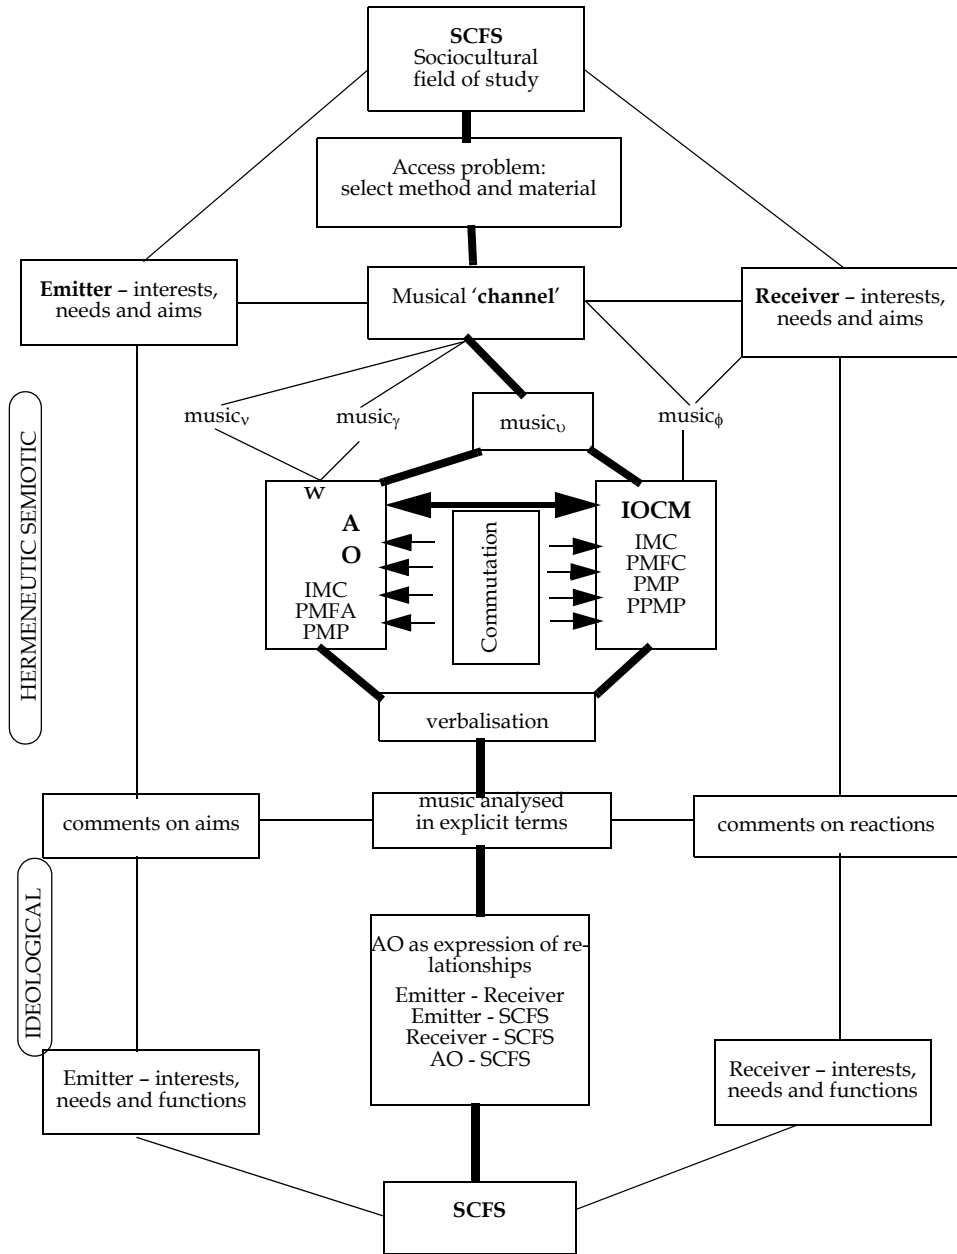 SCFS
Sociocultural
field of study
Access problem:
select method and material
Emitter – interests,
needs and aims
Musical ‘channel’
Receiver – interests,
needs and aims
HERMENEUTIC SEMIOTIC
musicᵥ
musicᵧ
musicᵤ
musicᵩ
w
A
O
IMC
PMFA
PMP
Commutation
IOCM
IMC
PMFC
PMP
PPMP
verbalisation
comments on aims
music analysed
in explicit terms
comments on reactions
IDEOLOGICAL
AO as expression of re-
lationships
Emitter - Receiver
Emitter - SCFS
Receiver - SCFS
AO - SCFS
Emitter – interests,
needs and functions
Receiver – interests,
needs and functions
SCFS